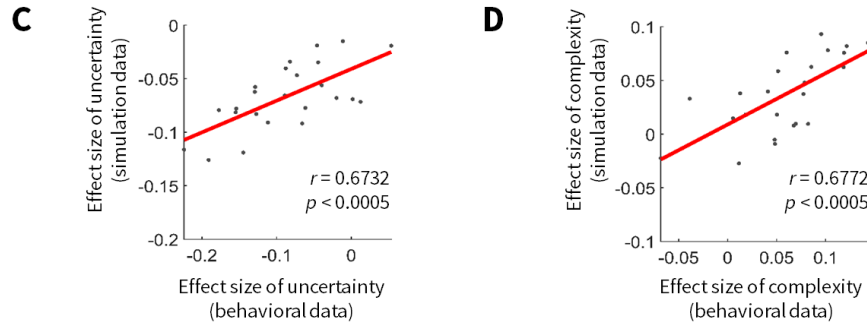 C
Effect size of uncertainty
(simulation data)
0
-0.05
-0.1
-0.15
-0.2
r = 0.6732
p < 0.0005
-0.2
-0.1
0
Effect size of uncertainty
(behavioral data)
D
Effect size of complexity
(simulation data)
0.1
0.05
0
-0.05
-0.1
r = 0.6772
p < 0.0005
-0.05
0
0.05
0.1
Effect size of complexity
(behavioral data)